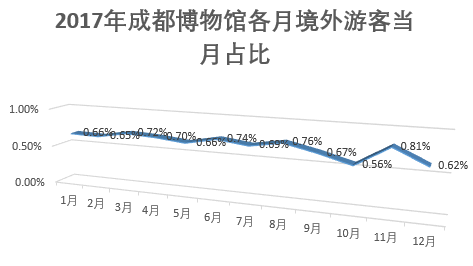 2017年成都博物馆各月境外游客当
月占比
1.00%
0.50%
0.00%
0.66%
0.65%
0.72%
0.70%
0.66%
0.74%
0.69%
0.76%
0.67%
0.56%
0.81%
0.62%
1月
2月
3月
4月
5月
6月
7月
8月
9月
10月
11月
12月